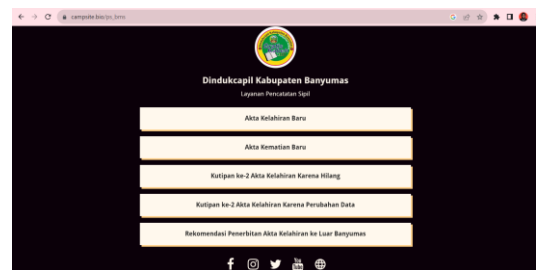 campsite.bio/ps_bms
Dindukcapil Kabupaten Banyumas
Layanan Pencatatan Sipil
Akta Kelahiran Baru
Akta Kematian Baru
Kutipan ke-2 Akta Kelahiran Karena Hilang
Kutipan ke-2 Akta Kelahiran Karena Perubahan Data
Rekomendasi Penerbitan Akta Kelahiran ke Luar Banyumas